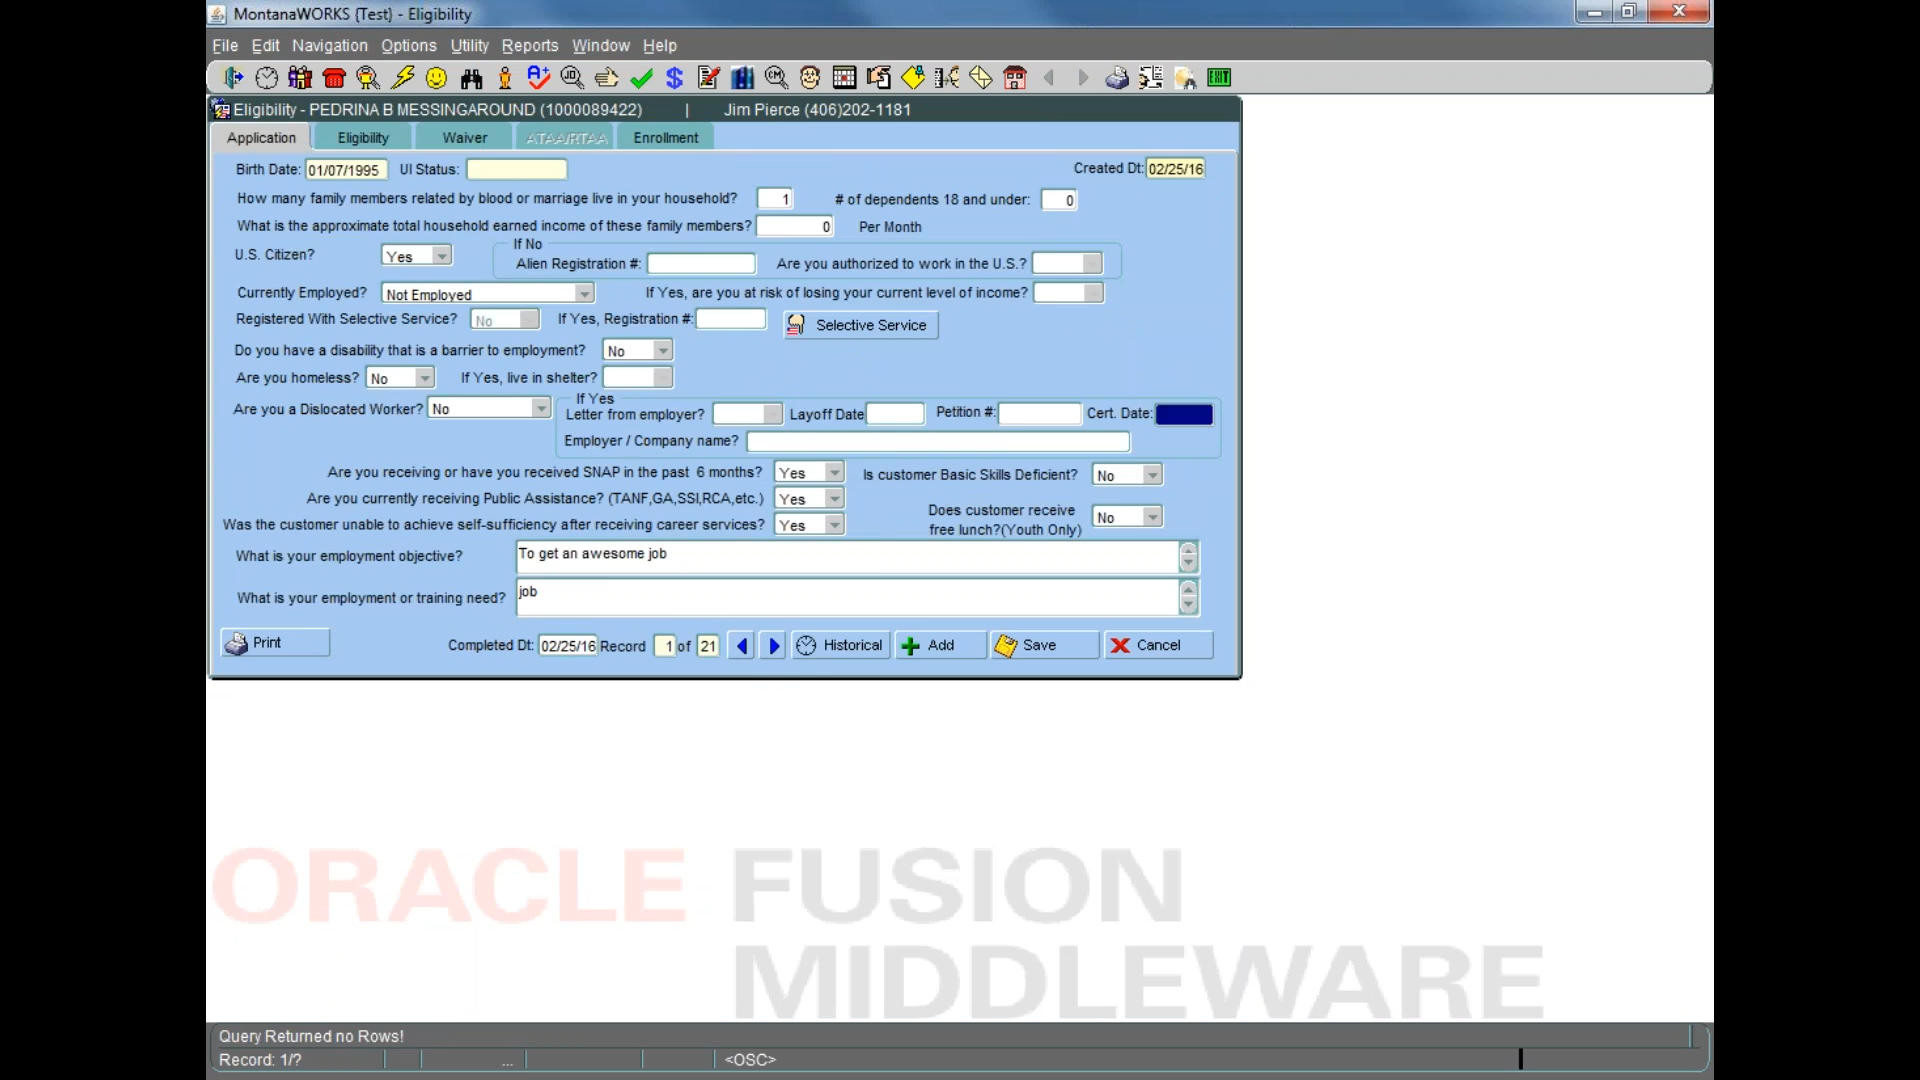 MontanaWORKS (Test) - Eligibility
File Edit Navigation Options Utility Reports Window Help
Eligibility - PEDRINA B MESSINGAROUND (1000089422) | Jim Pierce (406)202-1181
Application Eligibility Waiver ATAA/RTAA Enrollment
Birth Date: 01/07/1995 UI Status: Created Dt: 02/25/16
How many family members related by blood or marriage live in your household? 1 # of dependents 18 and under: 0
What is the approximate total household earned income of these family members? 0 Per Month
U.S. Citizen? Yes
If No
Alien Registration #: Are you authorized to work in the U.S.?
Currently Employed? Not Employed If Yes, are you at risk of losing your current level of income?
Registered With Selective Service? No If Yes, Registration #: Selective Service
Do you have a disability that is a barrier to employment? No
Are you homeless? No If Yes, live in shelter?
Are you a Dislocated Worker? No
If Yes
Letter from employer? Layoff Date Petition #: Cert. Date:
Employer / Company name?
Are you receiving or have you received SNAP in the past 6 months? Yes Is customer Basic Skills Deficient? No
Are you currently receiving Public Assistance? (TANF,GA,SSI,RCA,etc.) Yes
Was the customer unable to achieve self-sufficiency after receiving career services? Yes
Does customer receive
free lunch?(Youth Only) No
What is your employment objective? To get an awesome job
What is your employment or training need? job
Print Completed Dt: 02/25/16 Record 1 of 21 Historical Add Save Cancel
ORACLE FUSION
MIDDLEWARE
Query Returned no Rows!
Record: 1/? ... <OSC>